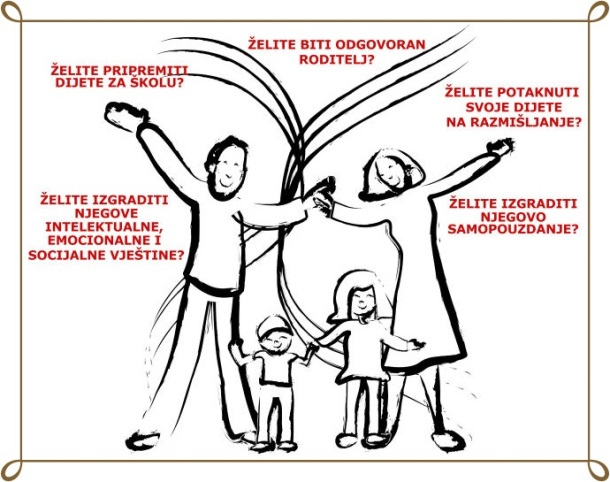 ŽELITE BITI ODGOVORAN
RODITELJ?
ŽELITE PRIPREMITI
DIJETE ZA ŠKOLU?
ŽELITE POTAKNUTI
SVOJE DIJETE
NA RAZMIŠLJANJE?
ŽELITE IZGRADITI
NJEGOVE
INTELEKTUALNE,
EMOCIONALNE I
SOCIJALNE VJEŠTINE?
ŽELITE IZGRADITI
NJEGOVO
SAMOPOUZDANJE?